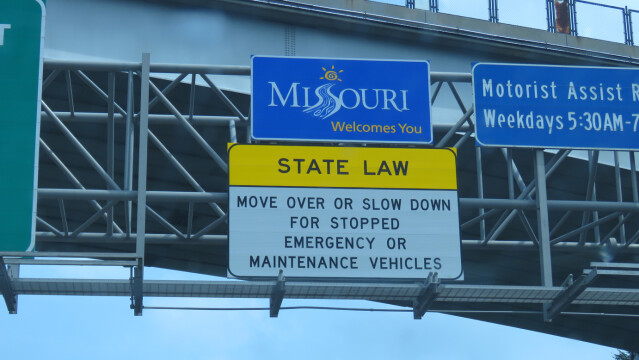 MISSOURI
Welcomes You
STATE LAW
MOVE OVER OR SLOW DOWN
FOR STOPPED
EMERGENCY OR
MAINTENANCE VEHICLES
Motorist Assist
Weekdays 5:30AM-7